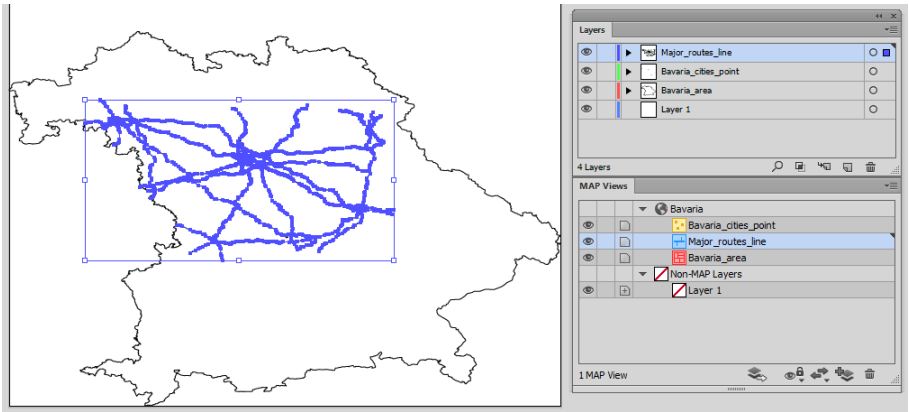 Layers
Major_routes_line
Bavaria_cities_point
Bavaria_area
Layer 1
4 Layers
MAP Views
Bavaria
Bavaria_cities_point
Major_routes_line
Bavaria_area
Non-MAP Layers
Layer 1
1 MAP View